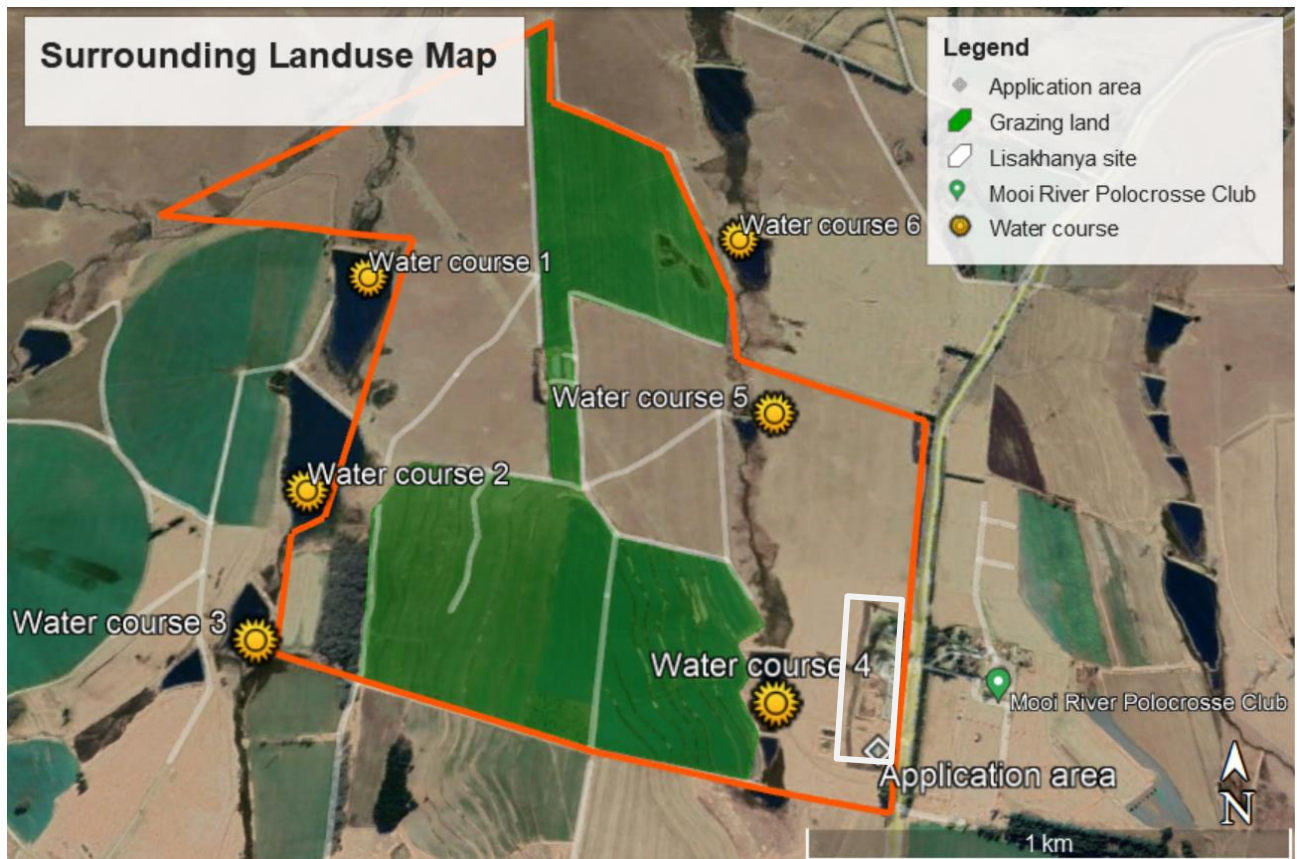 Surrounding Landuse Map
Legend
Application area
Grazing land
Lisakhanya site
Mooi River Polocrosse Club
Water course
Water course 6
Water course 1
Water course 5
Water course 2
Water course 3
Water course 4
Mooi River Polocrosse Club
Application area
N
1 km